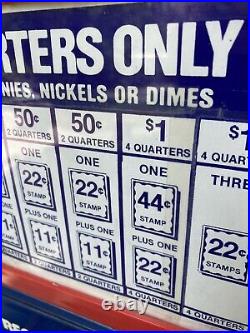 RTERS ONLY
NIES, NICKELS OR DIMES
50¢ 50¢ $1 $1
2 QUARTERS 2 QUARTERS 4 QUARTERS 4
ONE ONE ONE THRE
22¢ 22¢ 44¢
STAMP STAMP STAMP 22¢
PLUS ONE PLUS ONE PLUS ONE STAMPS
11¢ 11¢ 22¢
STAMP STAMP STAMP